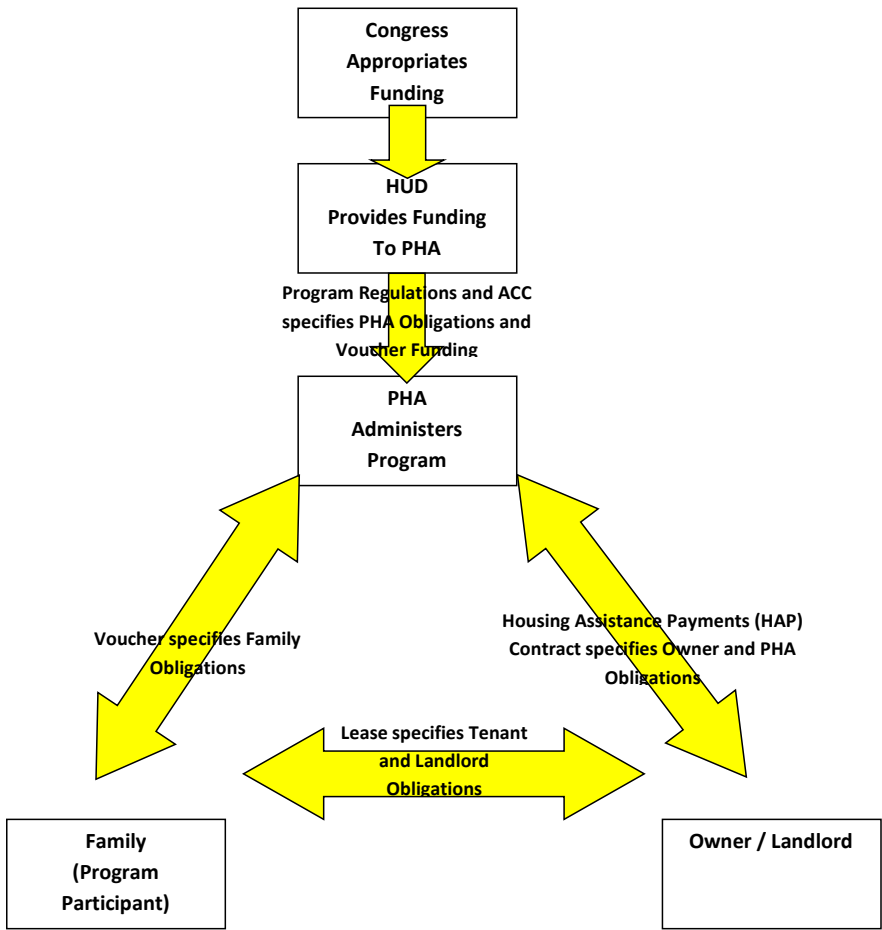 Congress
Appropriates
Funding
HUD
Provides Funding
To PHA
Program Regulations and ACC
specifies PHA Obligations and
Voucher Funding
PHA
Administers
Program
Voucher specifies Family
Obligations
Housing Assistance Payments (HAP)
Contract specifies Owner and PHA
Obligations
Lease specifies Tenant
and Landlord
Obligations
Family
(Program
Participant)
Owner / Landlord